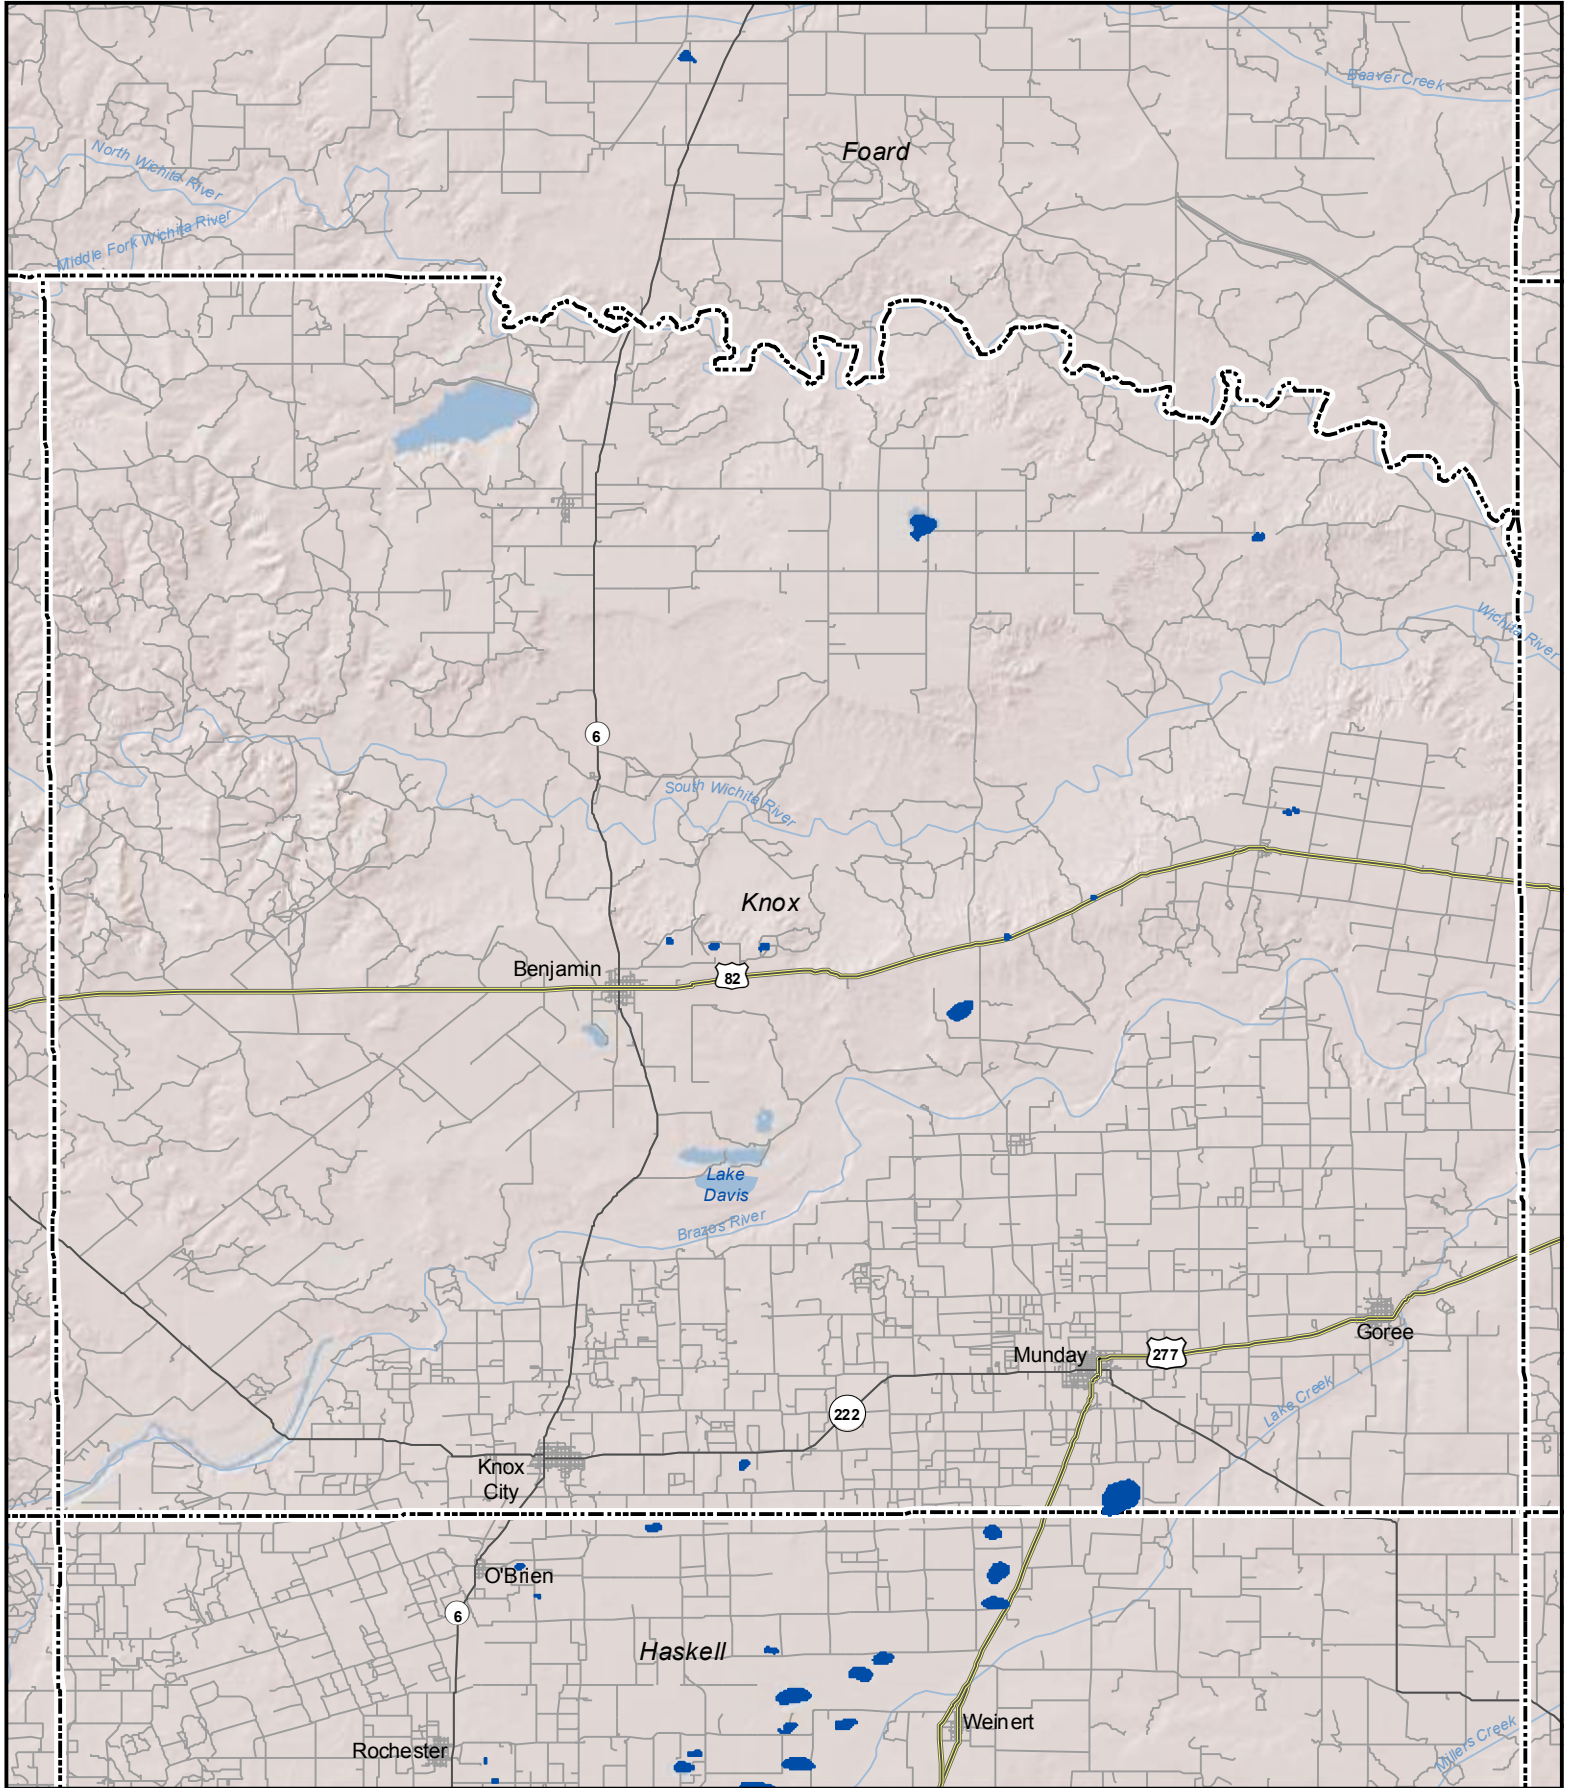 Beaver Creek
Foard
North Wichita River
Middle Fork Wichita River
Wichita River
6
South Wichita River
Knox
Benjamin
82
Lake
Davis
Brazos River
Goree
Munday
277
Lake Creek
222
Knox
City
O'Brien
6
Haskell
Weinert
Rochester
Millers Creek